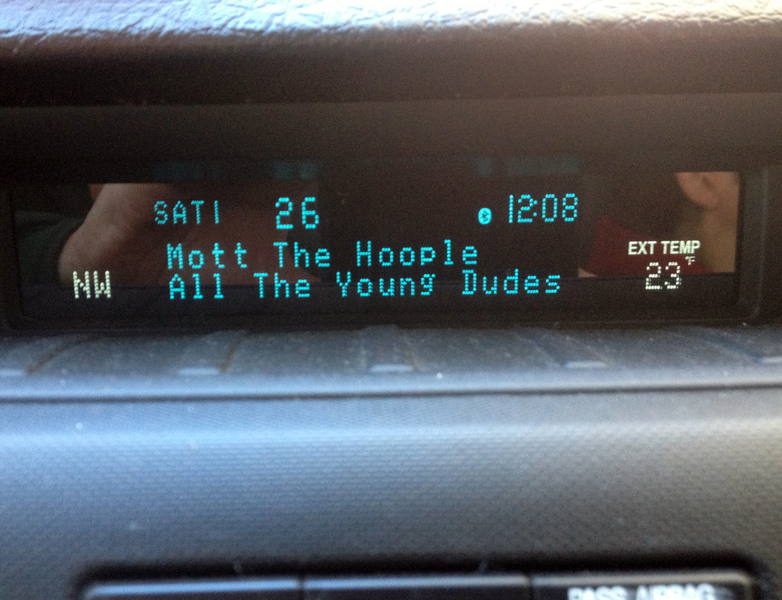 SAT1 26 12:08
Mott The Hoople
EXT TEMP
NW All The Young Dudes 23 °F
PASS AIRBAG